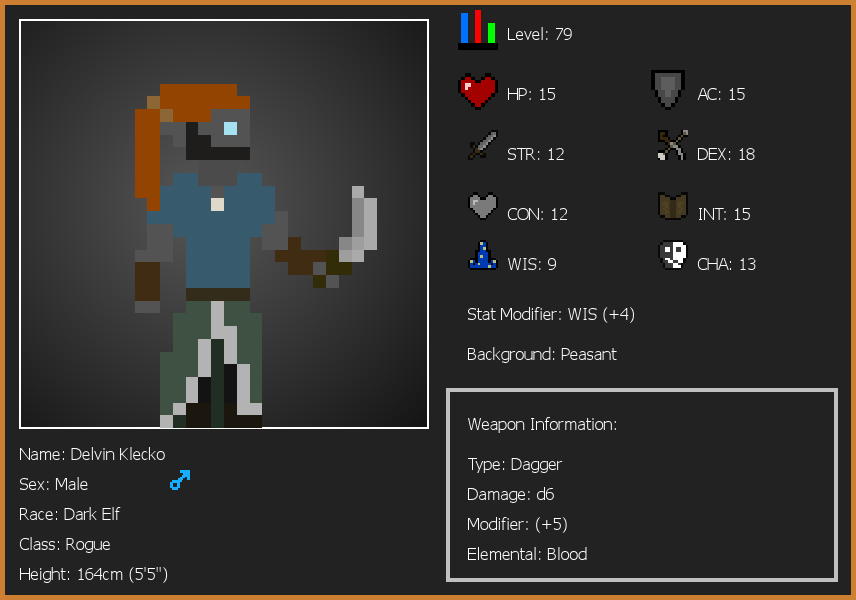 Level: 79
HP: 15
AC: 15
STR: 12
DEX: 18
CON: 12
INT: 15
WIS: 9
CHA: 13
Stat Modifier: WIS (+4)
Background: Peasant
Weapon Information:
Type: Dagger
Damage: d6
Modifier: (+5)
Elemental: Blood
Name: Delvin Klecko
Sex: Male
Race: Dark Elf
Class: Rogue
Height: 164cm (5'5")